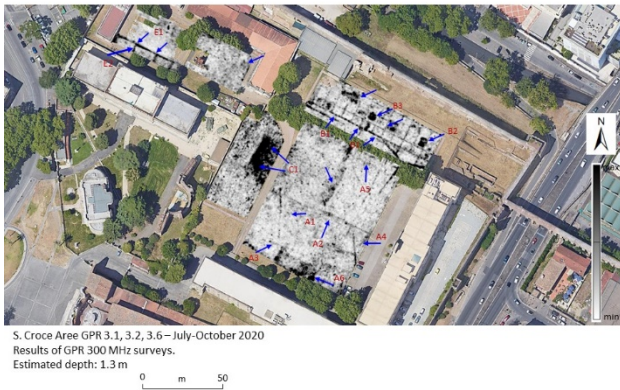 E1
E2
N
B3
B1
B2
max
C1
A5
A1
A2
A4
A3
A6
min
S. Croce Aree GPR 3.1, 3.2, 3.6 – July-October 2020
Results of GPR 300 MHz surveys.
Estimated depth: 1.3 m
0 m 50